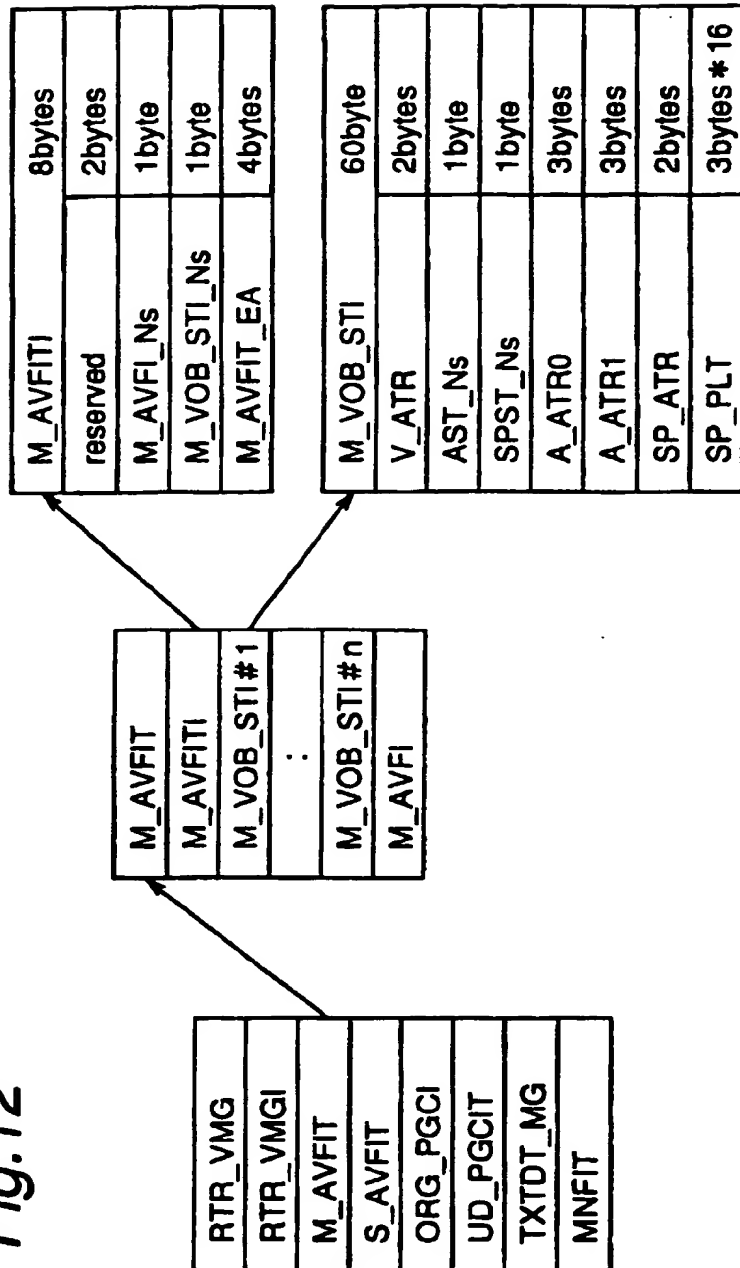 Fig.12
RTR_VMG
RTR_VMGI
M_AVFIT
S_AVFIT
ORG_PGCI
UD_PGCIT
TXTDT_MG
MNFIT
M_AVFIT
M_AVFITI
M_VOB_STI#1
:
M_VOB_STI#n
M_AVFI
M_AVFITI 8bytes
reserved 2bytes
M_AVFI_Ns 1byte
M_VOB_STI_Ns 1byte
M_AVFIT_EA 4bytes
M_VOB_STI 60byte
V_ATR 2bytes
AST_Ns 1byte
SPST_Ns 1byte
A_ATR0 3bytes
A_ATR1 3bytes
SP_ATR 2bytes
SP_PLT 3bytes*16